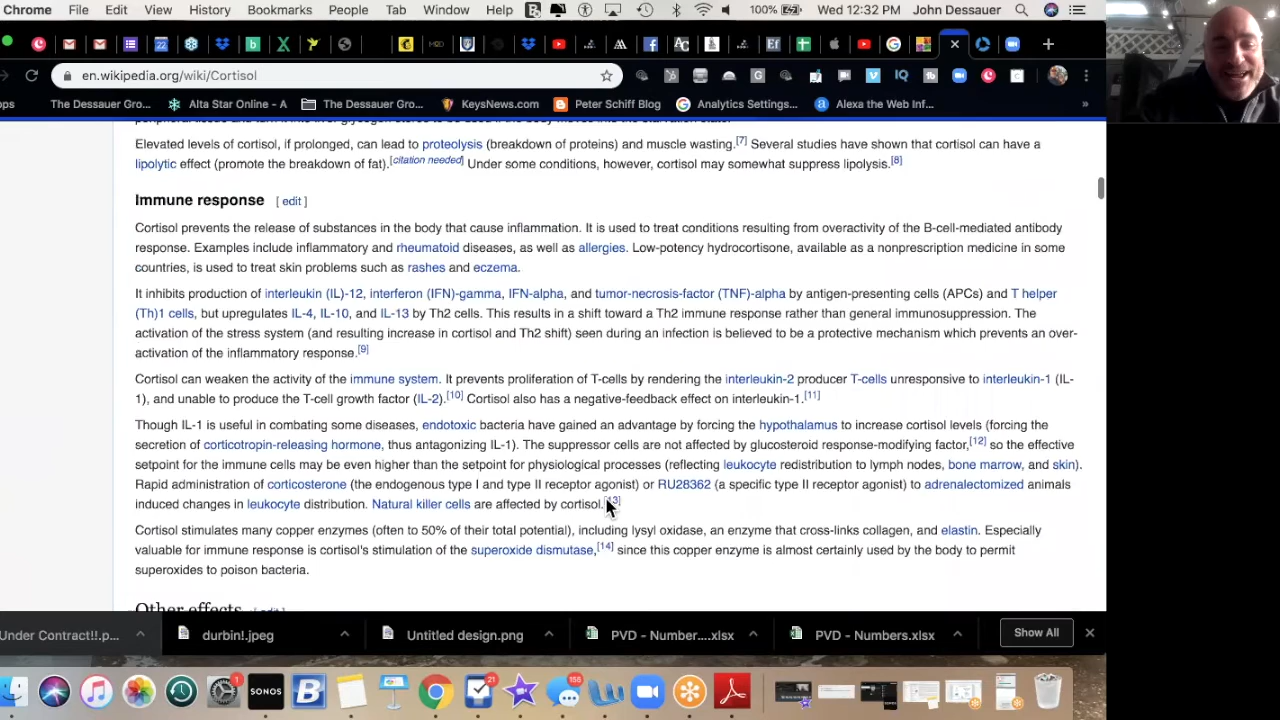 Chrome File Edit View History Bookmarks People Tab Window Help 100% Wed 12:32 PM John Dessauer
en.wikipedia.org/wiki/Cortisol
The Dessauer Gro... Alta Star Online - A The Dessauer Gro... KeysNews.com Peter Schiff Blog Analytics Settings... Alexa the Web Inf... »
Elevated levels of cortisol, if prolonged, can lead to proteolysis (breakdown of proteins) and muscle wasting.[7] Several studies have shown that cortisol can have a
lipolytic effect (promote the breakdown of fat).[citation needed] Under some conditions, however, cortisol may somewhat suppress lipolysis.[8]
Immune response [ edit ]
Cortisol prevents the release of substances in the body that cause inflammation. It is used to treat conditions resulting from overactivity of the B-cell-mediated antibody
response. Examples include inflammatory and rheumatoid diseases, as well as allergies. Low-potency hydrocortisone, available as a nonprescription medicine in some
countries, is used to treat skin problems such as rashes and eczema.
It inhibits production of interleukin (IL)-12, interferon (IFN)-gamma, IFN-alpha, and tumor-necrosis-factor (TNF)-alpha by antigen-presenting cells (APCs) and T helper
(Th)1 cells, but upregulates IL-4, IL-10, and IL-13 by Th2 cells. This results in a shift toward a Th2 immune response rather than general immunosuppression. The
activation of the stress system (and resulting increase in cortisol and Th2 shift) seen during an infection is believed to be a protective mechanism which prevents an over-
activation of the inflammatory response.[9]
Cortisol can weaken the activity of the immune system. It prevents proliferation of T-cells by rendering the interleukin-2 producer T-cells unresponsive to interleukin-1 (IL-
1), and unable to produce the T-cell growth factor (IL-2).[10] Cortisol also has a negative-feedback effect on interleukin-1.[11]
Though IL-1 is useful in combating some diseases, endotoxic bacteria have gained an advantage by forcing the hypothalamus to increase cortisol levels (forcing the
secretion of corticotropin-releasing hormone, thus antagonizing IL-1). The suppressor cells are not affected by glucosteroid response-modifying factor,[12] so the effective
setpoint for the immune cells may be even higher than the setpoint for physiological processes (reflecting leukocyte redistribution to lymph nodes, bone marrow, and skin).
Rapid administration of corticosterone (the endogenous type I and type II receptor agonist) or RU28362 (a specific type II receptor agonist) to adrenalectomized animals
induced changes in leukocyte distribution. Natural killer cells are affected by cortisol.[13]
Cortisol stimulates many copper enzymes (often to 50% of their total potential), including lysyl oxidase, an enzyme that cross-links collagen, and elastin. Especially
valuable for immune response is cortisol's stimulation of the superoxide dismutase,[14] since this copper enzyme is almost certainly used by the body to permit
superoxides to poison bacteria.
Other effects [ edit ]
Under Contract!!.p... durbin!.jpeg Untitled design.png PVD - Number....xlsx PVD - Numbers.xlsx Show All
SONOS